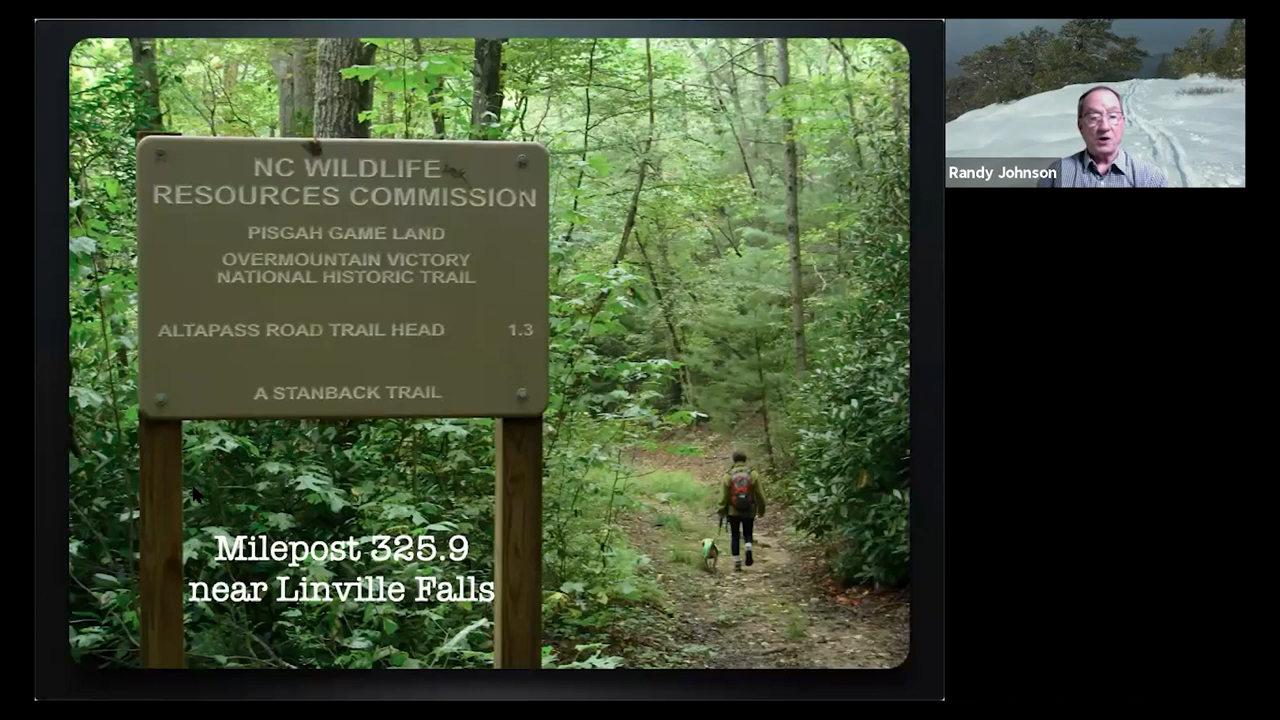 NC WILDLIFE
RESOURCES COMMISSION
PISGAH GAME LAND
OVERMOUNTAIN VICTORY
NATIONAL HISTORIC TRAIL
ALTAPASS ROAD TRAIL HEAD 1.3
A STANBACK TRAIL
Milepost 325.9
near Linville Falls
Randy Johnson